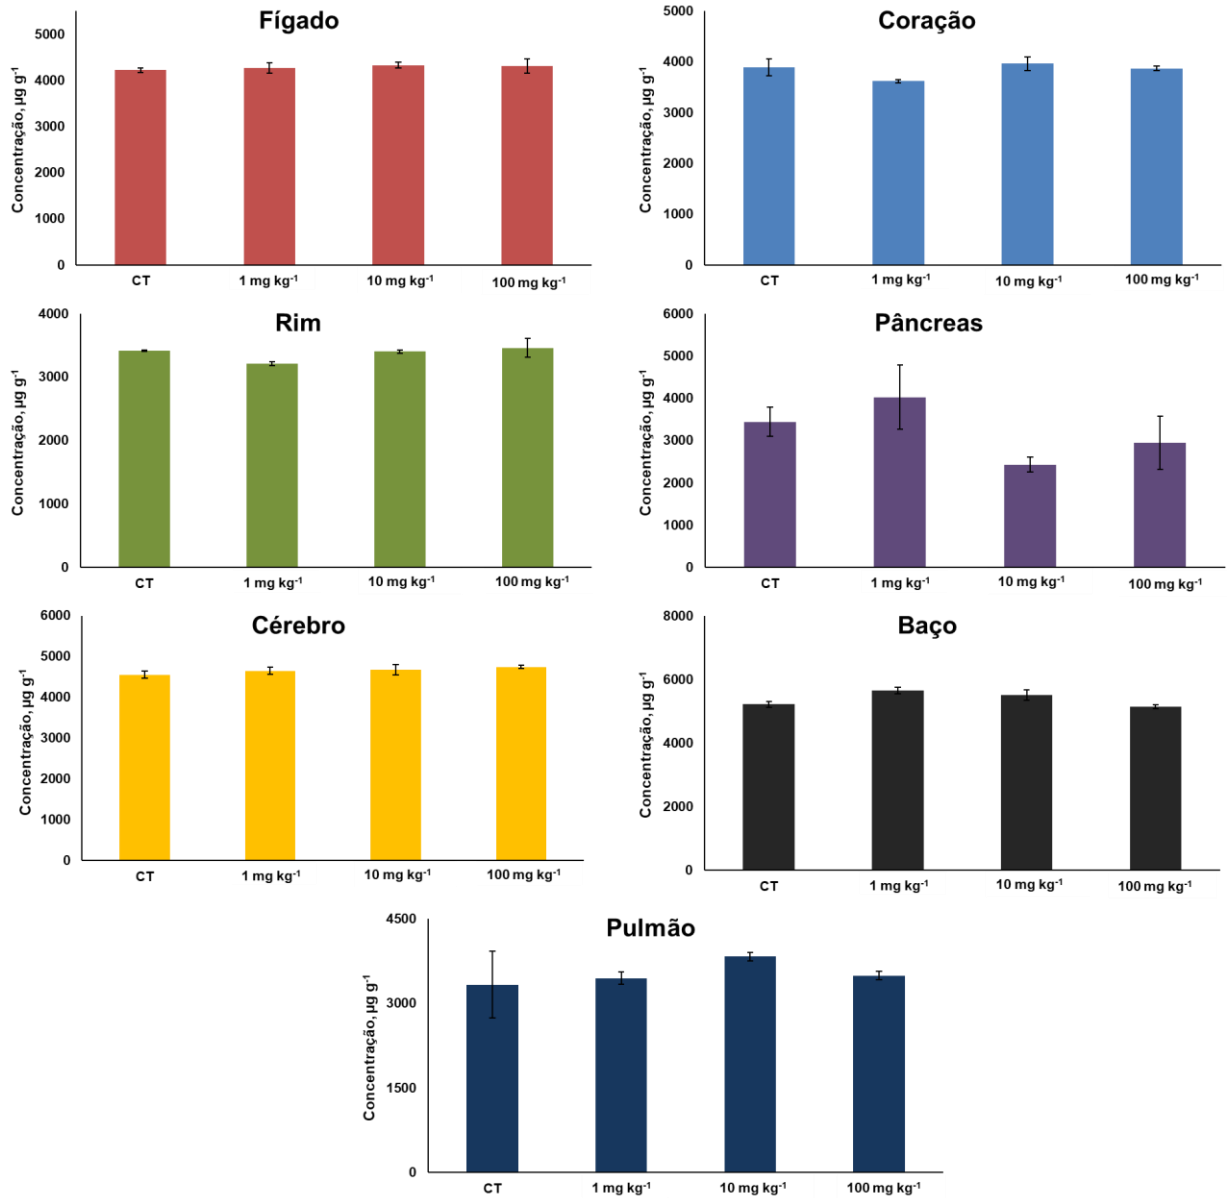 Fígado
Concentração, µg g⁻¹
5000
4000
3000
2000
1000
0
CT 1 mg kg⁻¹ 10 mg kg⁻¹ 100 mg kg⁻¹
Coração
Concentração, µg g⁻¹
5000
4000
3000
2000
1000
0
CT 1 mg kg⁻¹ 10 mg kg⁻¹ 100 mg kg⁻¹
Rim
Concentração, µg g⁻¹
4000
3000
2000
1000
0
CT 1 mg kg⁻¹ 10 mg kg⁻¹ 100 mg kg⁻¹
Pâncreas
Concentração, µg g⁻¹
6000
5000
4000
3000
2000
1000
0
CT 1 mg kg⁻¹ 10 mg kg⁻¹ 100 mg kg⁻¹
Cérebro
Concentração, µg g⁻¹
6000
5000
4000
3000
2000
1000
0
CT 1 mg kg⁻¹ 10 mg kg⁻¹ 100 mg kg⁻¹
Baço
Concentração, µg g⁻¹
8000
6000
4000
2000
0
CT 1 mg kg⁻¹ 10 mg kg⁻¹ 100 mg kg⁻¹
Pulmão
Concentração, µg g⁻¹
4500
3000
1500
0
CT 1 mg kg⁻¹ 10 mg kg⁻¹ 100 mg kg⁻¹